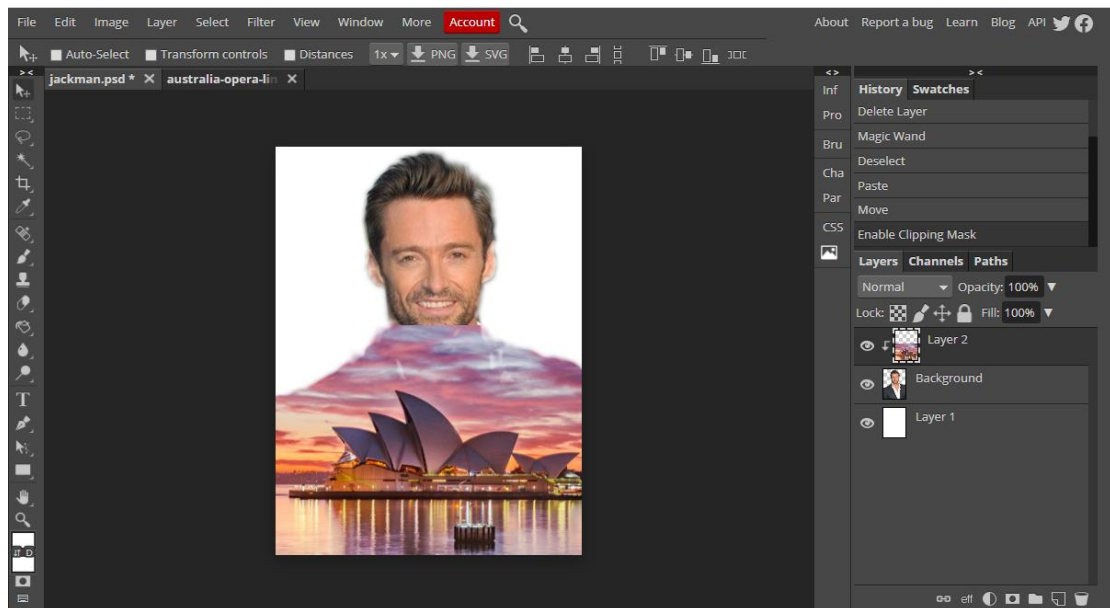 File Edit Image Layer Select Filter View Window More Account About Report a bug Learn Blog API
Auto-Select Transform controls Distances 1x PNG SVG
jackman.psd * australia-opera-lin
Inf
Pro
Bru
Cha
Par
CSS
History Swatches
Delete Layer
Magic Wand
Deselect
Paste
Move
Enable Clipping Mask
Layers Channels Paths
Normal Opacity: 100%
Lock: Fill: 100%
Layer 2
Background
Layer 1
eff